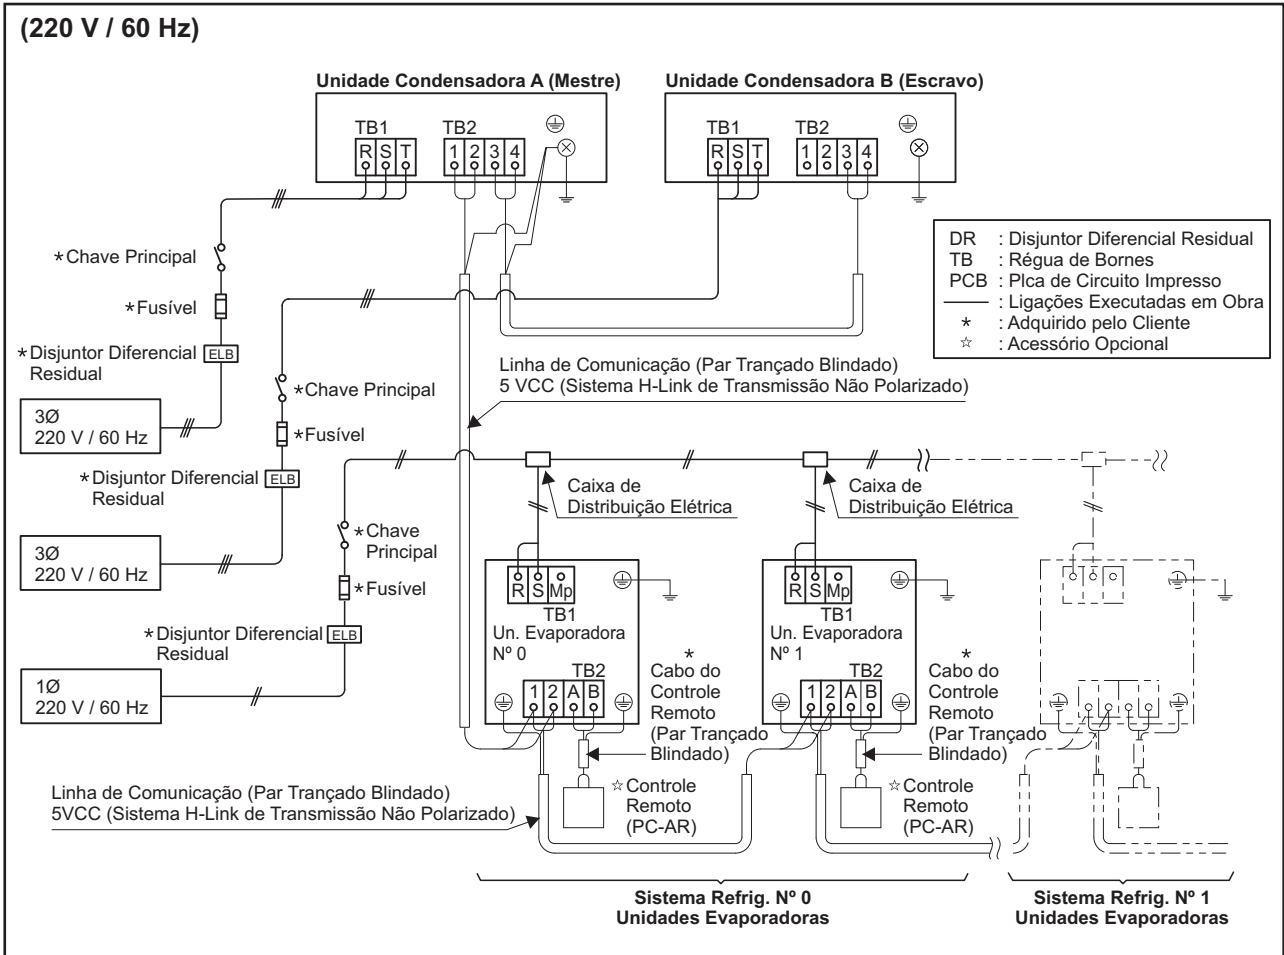 (220 V / 60 Hz)
Unidade Condensadora A (Mestre)
Unidade Condensadora B (Escravo)
TB1
TB2
R S T
1 2 3 4
TB1
TB2
R S T
1 2 3 4
DR : Disjuntor Diferencial Residual
TB : Régua de Bornes
PCB : Plca de Circuito Impresso
: Ligações Executadas em Obra
* : Adquirido pelo Cliente
☆ : Acessório Opcional
*Chave Principal
*Fusível
*Disjuntor Diferencial
Residual
ELB
3Ø
220 V / 60 Hz
*Chave Principal
*Fusível
*Disjuntor Diferencial
Residual
ELB
3Ø
220 V / 60 Hz
*Chave
Principal
*Fusível
*Disjuntor Diferencial
Residual
ELB
1Ø
220 V / 60 Hz
Linha de Comunicação (Par Trançado Blindado)
5 VCC (Sistema H-Link de Transmissão Não Polarizado)
Caixa de
Distribuição Elétrica
Caixa de
Distribuição Elétrica
R S Mp
TB1
Un. Evaporadora
Nº 0
TB2
1 2 A B
*
Cabo do
Controle
Remoto
(Par Trançado
Blindado)
☆Controle
Remoto
(PC-AR)
R S Mp
TB1
Un. Evaporadora
Nº 1
TB2
1 2 A B
*
Cabo do
Controle
Remoto
(Par Trançado
Blindado)
☆Controle
Remoto
(PC-AR)
Linha de Comunicação (Par Trançado Blindado)
5VCC (Sistema H-Link de Transmissão Não Polarizado)
Sistema Refrig. Nº 0
Unidades Evaporadoras
Sistema Refrig. Nº 1
Unidades Evaporadoras